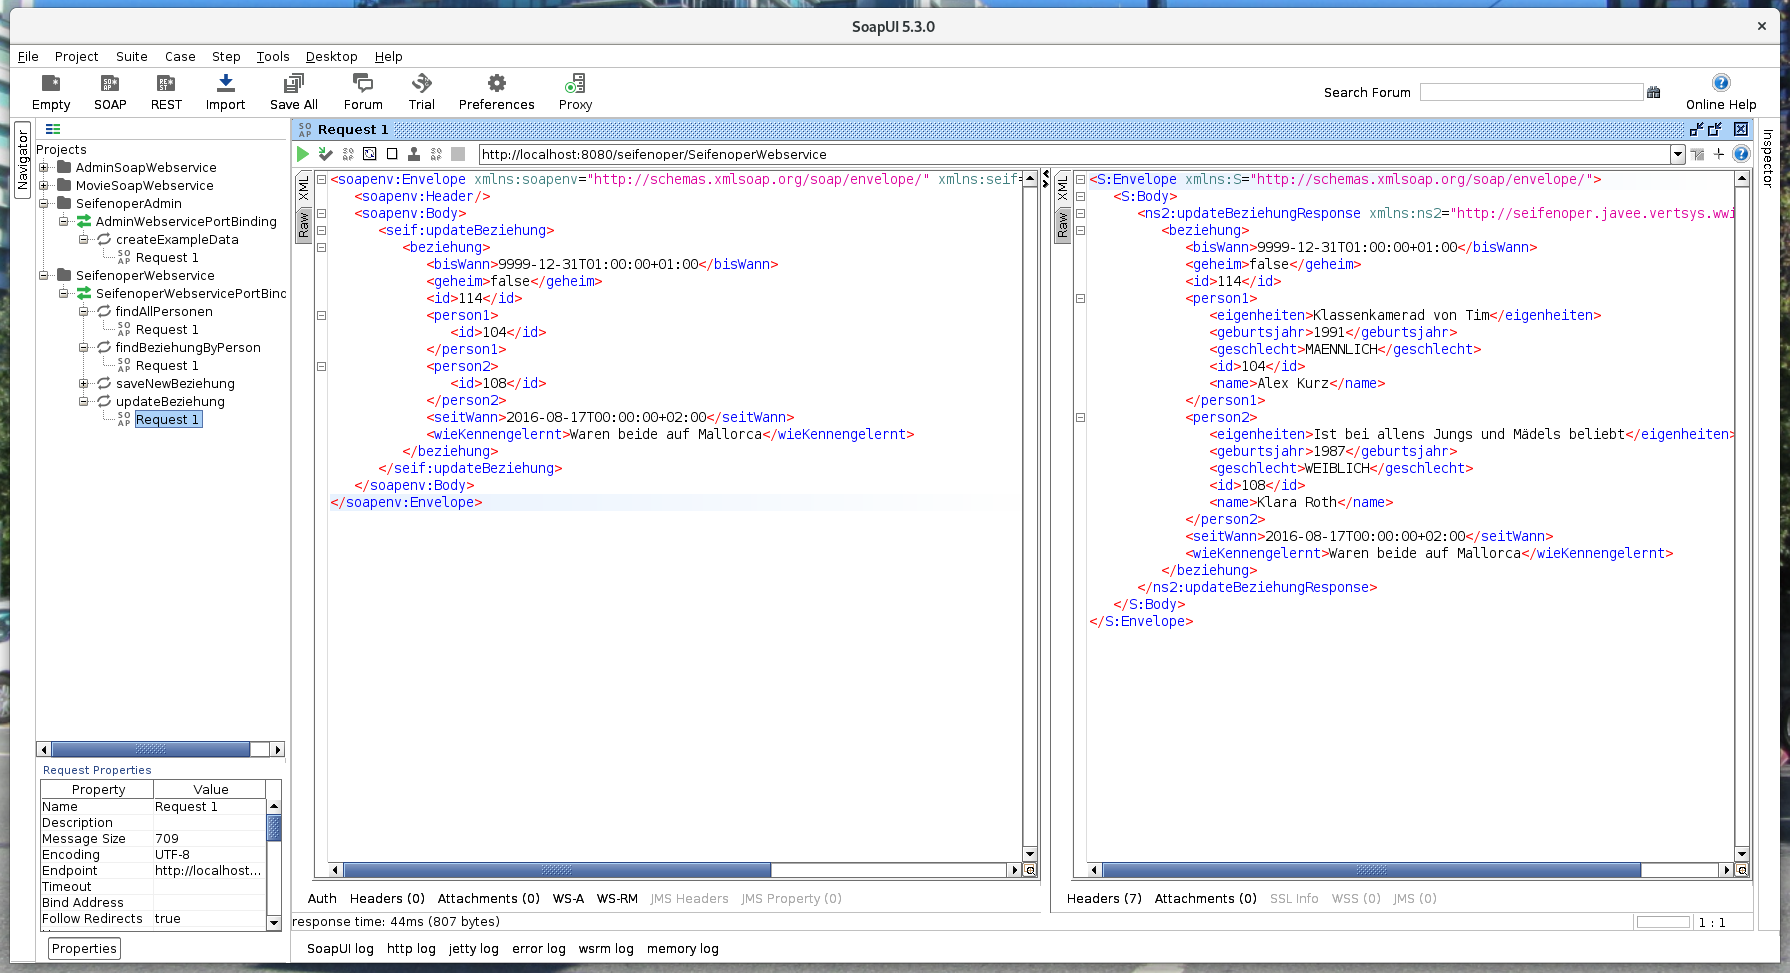 SoapUI 5.3.0
File Project Suite Case Step Tools Desktop Help
Empty SOAP REST Import Save All Forum Trial Preferences Proxy
Search Forum
Online Help
Navigator
Projects
AdminSoapWebservice
MovieSoapWebservice
SeifenoperAdmin
AdminWebservicePortBinding
createExampleData
Request 1
SeifenoperWebservice
SeifenoperWebservicePortBinc
findAllPersonen
Request 1
findBeziehungByPerson
Request 1
saveNewBeziehung
updateBeziehung
Request 1
Request Properties
Property Value
Name Request 1
Description
Message Size 709
Encoding UTF-8
Endpoint http://localhost...
Timeout
Bind Address
Follow Redirects true
Properties
Request 1
http://localhost:8080/seifenoper/SeifenoperWebservice
XML
Raw
<soapenv:Envelope xmlns:soapenv="http://schemas.xmlsoap.org/soap/envelope/" xmlns:seif=
<soapenv:Header/>
<soapenv:Body>
<seif:updateBeziehung>
<beziehung>
<bisWann>9999-12-31T01:00:00+01:00</bisWann>
<geheim>false</geheim>
<id>114</id>
<person1>
<id>104</id>
</person1>
<person2>
<id>108</id>
</person2>
<seitWann>2016-08-17T00:00:00+02:00</seitWann>
<wieKennengelernt>Waren beide auf Mallorca</wieKennengelernt>
</beziehung>
</seif:updateBeziehung>
</soapenv:Body>
</soapenv:Envelope>
Auth Headers (0) Attachments (0) WS-A WS-RM JMS Headers JMS Property (0)
XML
Raw
<S:Envelope xmlns:S="http://schemas.xmlsoap.org/soap/envelope/">
<S:Body>
<ns2:updateBeziehungResponse xmlns:ns2="http://seifenoper.javee.vertsys.wwi
<beziehung>
<bisWann>9999-12-31T01:00:00+01:00</bisWann>
<geheim>false</geheim>
<id>114</id>
<person1>
<eigenheiten>Klassenkamerad von Tim</eigenheiten>
<geburtsjahr>1991</geburtsjahr>
<geschlecht>MAENNLICH</geschlecht>
<id>104</id>
<name>Alex Kurz</name>
</person1>
<person2>
<eigenheiten>Ist bei allens Jungs und Mädels beliebt</eigenheiten>
<geburtsjahr>1987</geburtsjahr>
<geschlecht>WEIBLICH</geschlecht>
<id>108</id>
<name>Klara Roth</name>
</person2>
<seitWann>2016-08-17T00:00:00+02:00</seitWann>
<wieKennengelernt>Waren beide auf Mallorca</wieKennengelernt>
</beziehung>
</ns2:updateBeziehungResponse>
</S:Body>
</S:Envelope>
Headers (7) Attachments (0) SSL Info WSS (0) JMS (0)
Inspector
response time: 44ms (807 bytes)
1 : 1
SoapUI log http log jetty log error log wsrm log memory log